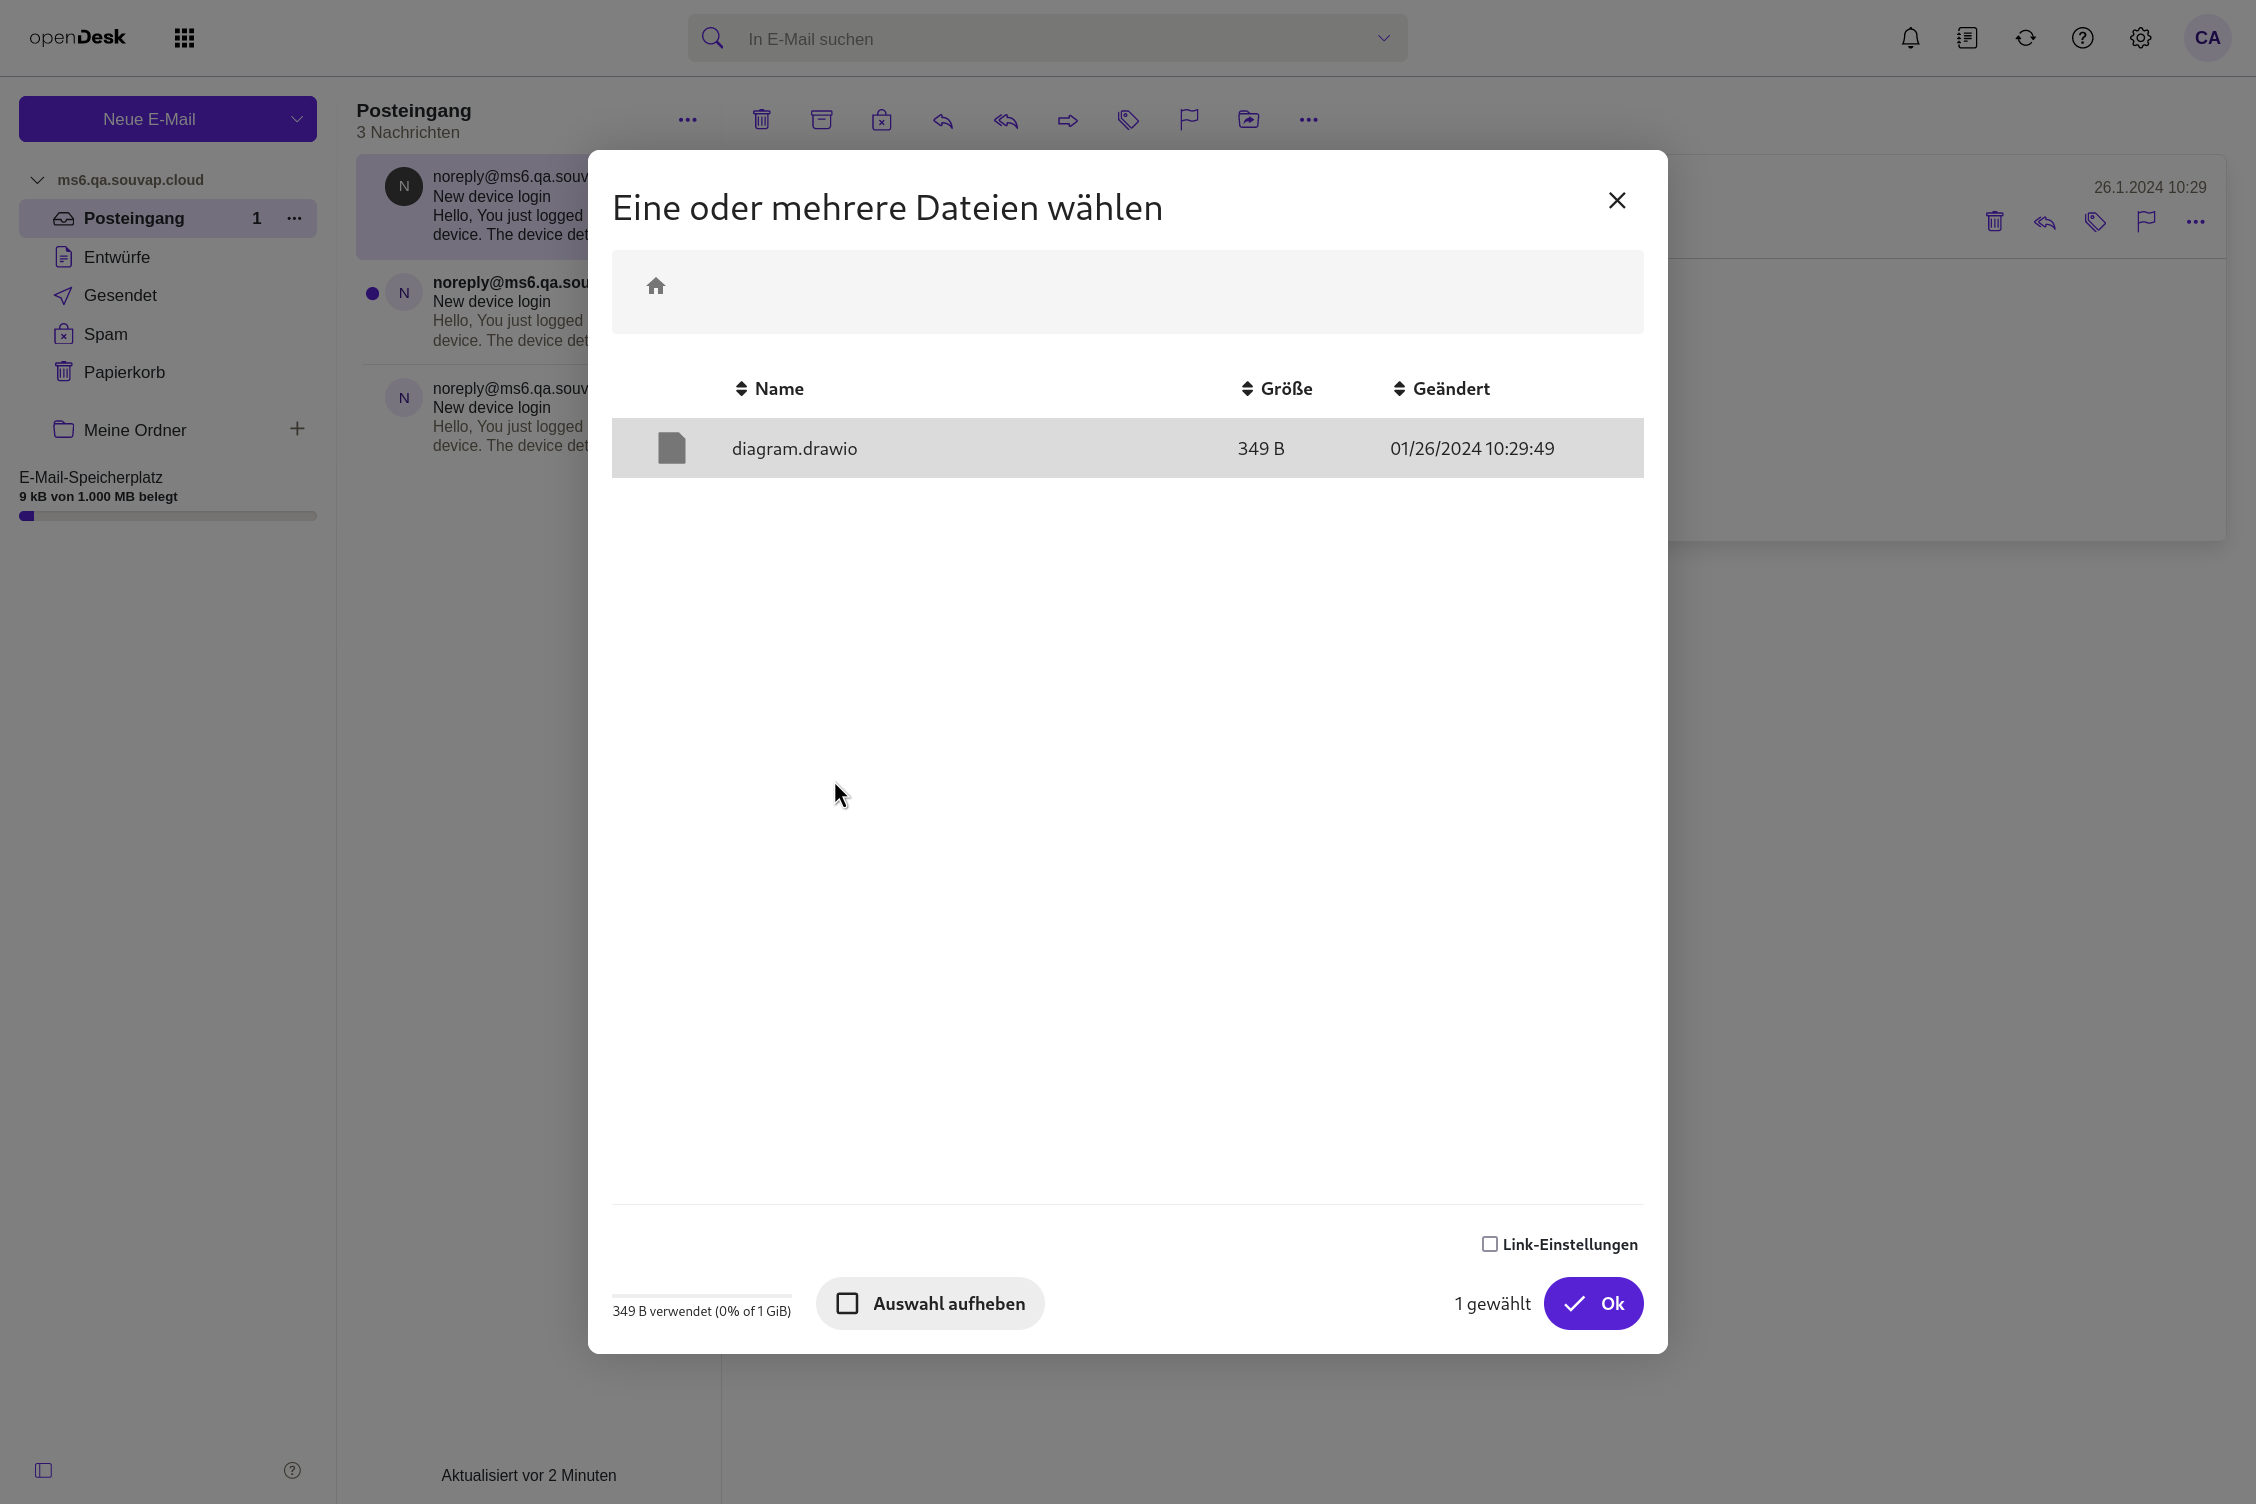 openDesk
In E-Mail suchen
CA
Neue E-Mail
ms6.qa.souvap.cloud
Posteingang 1
Entwürfe
Gesendet
Spam
Papierkorb
Meine Ordner
E-Mail-Speicherplatz
9 kB von 1.000 MB belegt
Posteingang
3 Nachrichten
N
noreply@ms6.qa.souv
New device login
Hello, You just logged
device. The device det
N
noreply@ms6.qa.sou
New device login
Hello, You just logged
device. The device det
N
noreply@ms6.qa.souv
New device login
Hello, You just logged
device. The device det
Aktualisiert vor 2 Minuten
26.1.2024 10:29
Eine oder mehrere Dateien wählen
Name Größe Geändert
diagram.drawio 349 B 01/26/2024 10:29:49
Link-Einstellungen
349 B verwendet (0% of 1 GiB)
Auswahl aufheben
1 gewählt
Ok